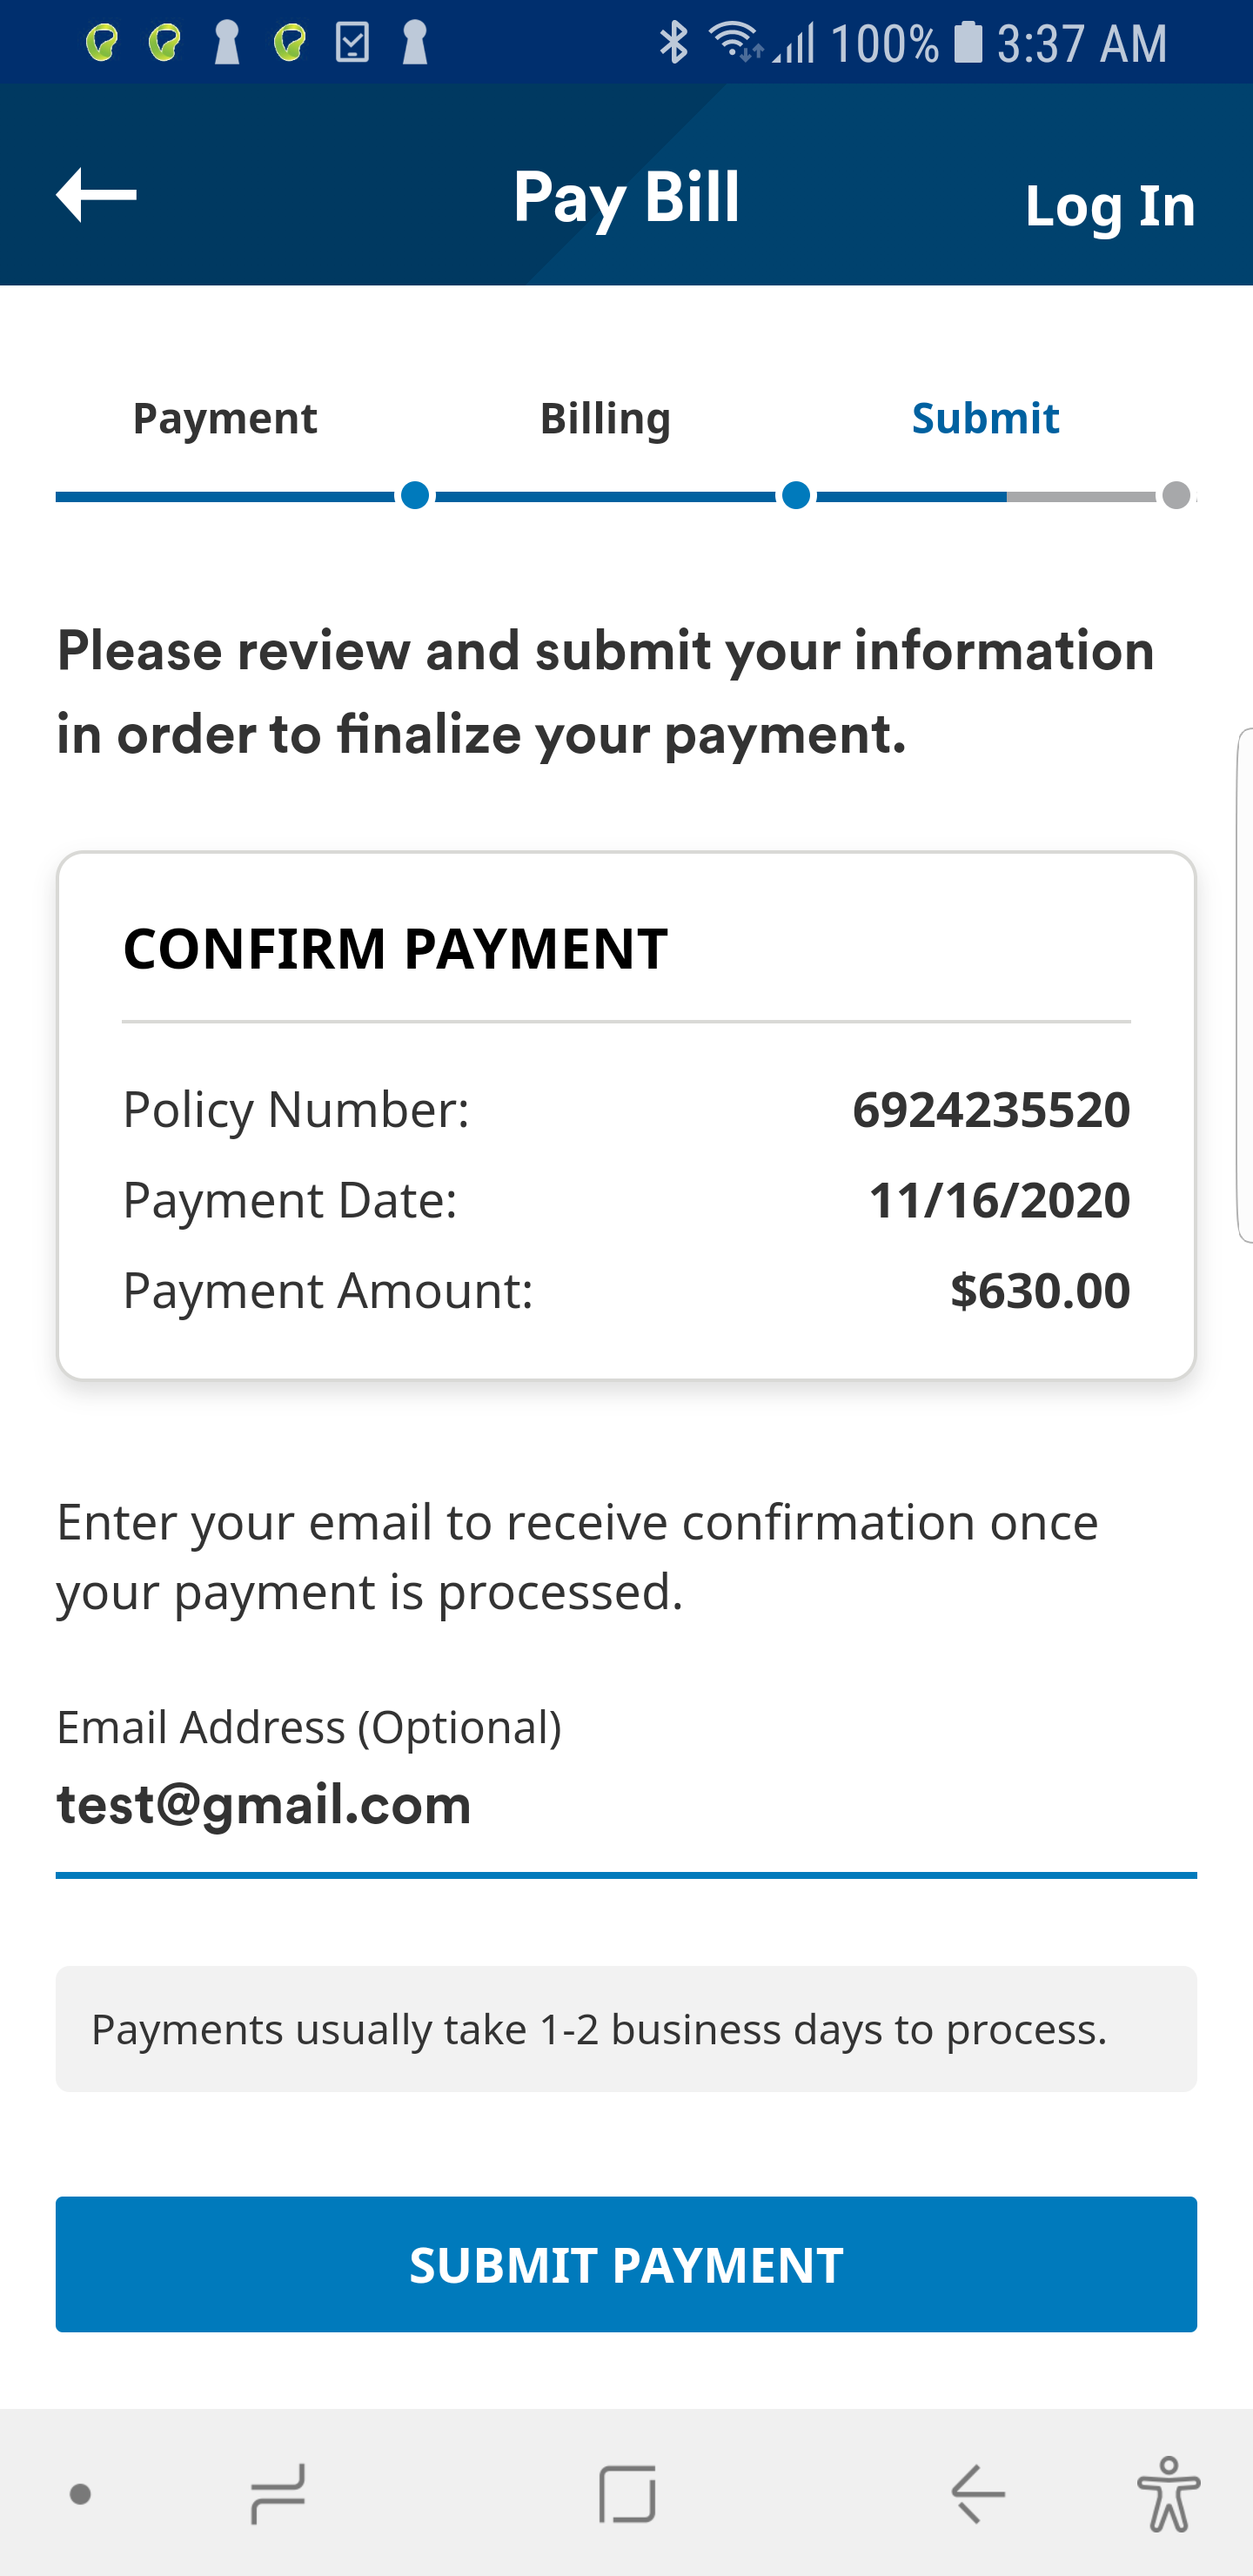 100% 3:37 AM
Pay Bill
Log In
Payment Billing Submit
Please review and submit your information
in order to finalize your payment.
CONFIRM PAYMENT
Policy Number: 6924235520
Payment Date: 11/16/2020
Payment Amount: $630.00
Enter your email to receive confirmation once
your payment is processed.
Email Address (Optional)
test@gmail.com
Payments usually take 1-2 business days to process.
SUBMIT PAYMENT